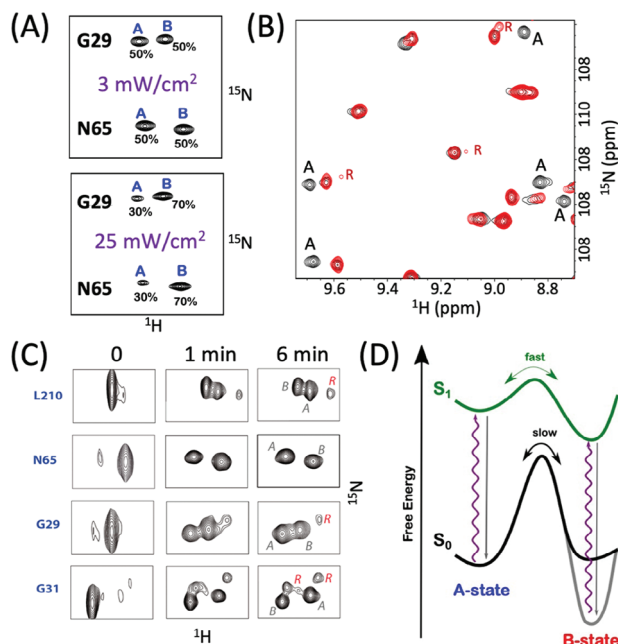 (A)
A B
G29
50% 50%
3 mW/cm²
15N
A B
N65
50% 50%
A B
G29
30% 70%
25 mW/cm²
15N
A B
N65
30% 70%
1H
(B)
R
A
R
A
R
A
A
A
108
110
108
108
108
15N (ppm)
9.6 9.4 9.2 9.0 8.8
1H (ppm)
(C)
0 1 min 6 min
L210
B
R
A
N65
A
B
15N
G29
R
A
B
G31
R
B
A
1H
(D)
fast
S1
slow
Free Energy
S0
A-state
B-state